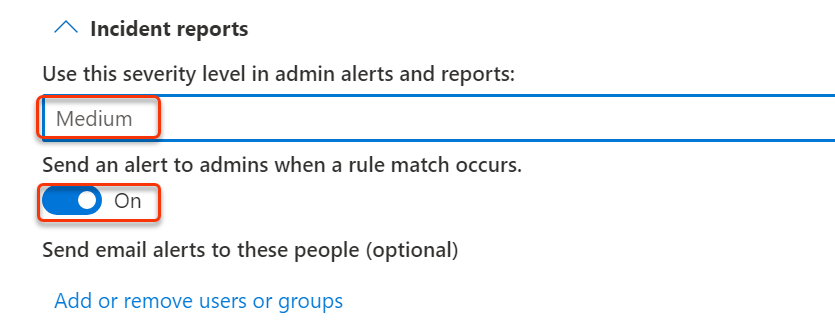 Incident reports
Use this severity level in admin alerts and reports:
Medium
Send an alert to admins when a rule match occurs.
On
Send email alerts to these people (optional)
Add or remove users or groups